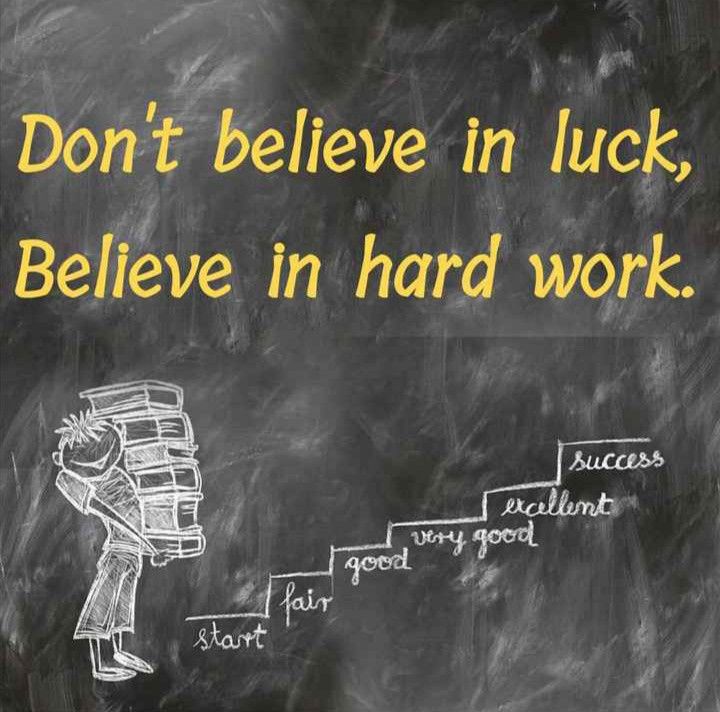 Don't believe in luck,
Believe in hard work.
success
excellent
very good
good
fair
start